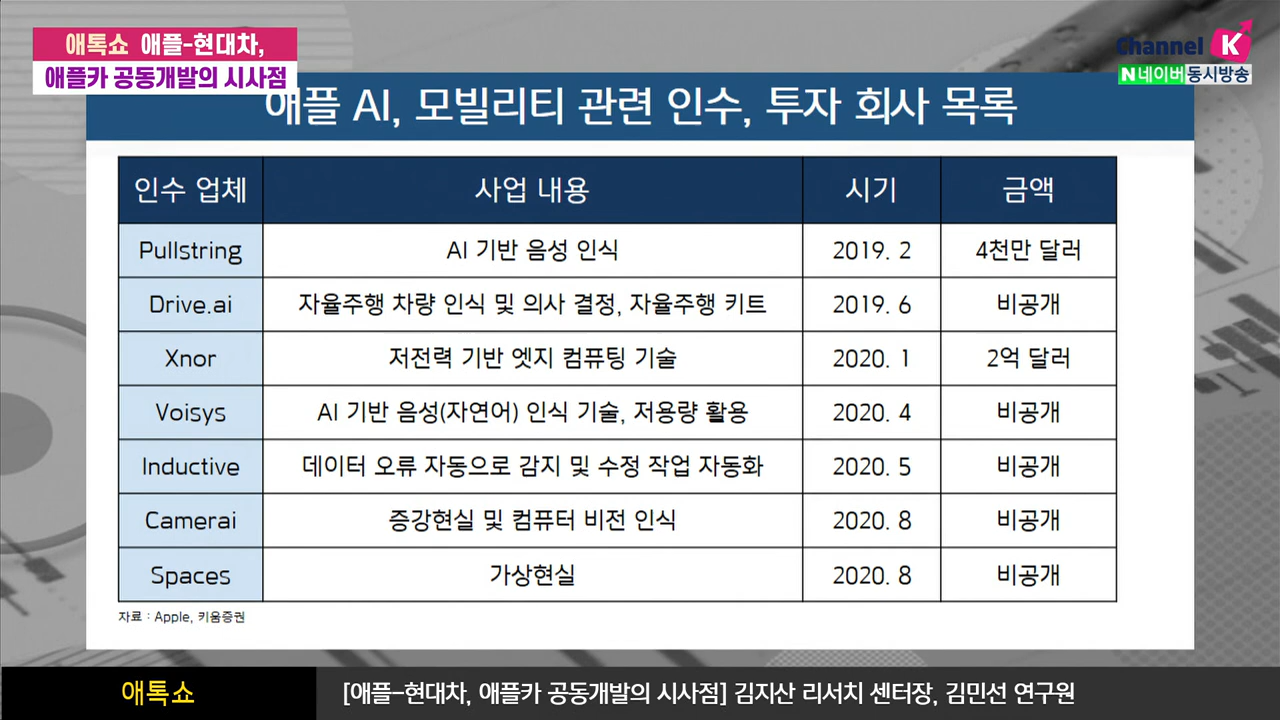 애톡쇼 애플-현대차,
애플카 공동개발의 시사점
Channel K
N 네이버 동시방송
애플 AI, 모빌리티 관련 인수, 투자 회사 목록
인수 업체 사업 내용 시기 금액
Pullstring AI 기반 음성 인식 2019. 2 4천만 달러
Drive.ai 자율주행 차량 인식 및 의사 결정, 자율주행 키트 2019. 6 비공개
Xnor 저전력 기반 엣지 컴퓨팅 기술 2020. 1 2억 달러
Voisys AI 기반 음성(자연어) 인식 기술, 저용량 활용 2020. 4 비공개
Inductive 데이터 오류 자동으로 감지 및 수정 작업 자동화 2020. 5 비공개
Camerai 증강현실 및 컴퓨터 비전 인식 2020. 8 비공개
Spaces 가상현실 2020. 8 비공개
자료 : Apple, 키움증권
애톡쇼 [애플-현대차, 애플카 공동개발의 시사점] 김지산 리서치 센터장, 김민선 연구원